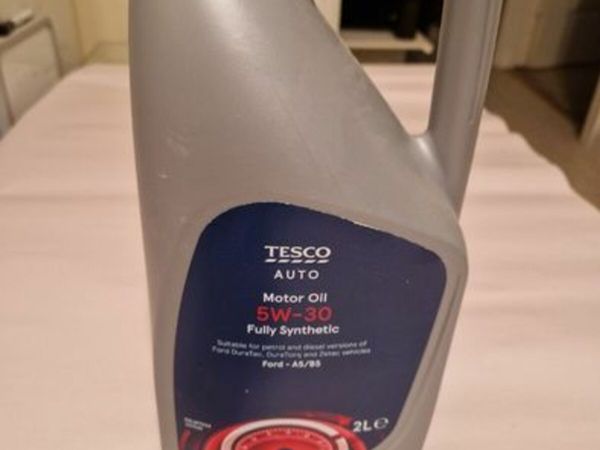 TESCO
AUTO
Motor Oil
5W-30
Fully Synthetic
Suitable for petrol and diesel versions of
Ford DuraTec, DuraTorq and Zetec vehicles
Ford - A5/B5
2L℮